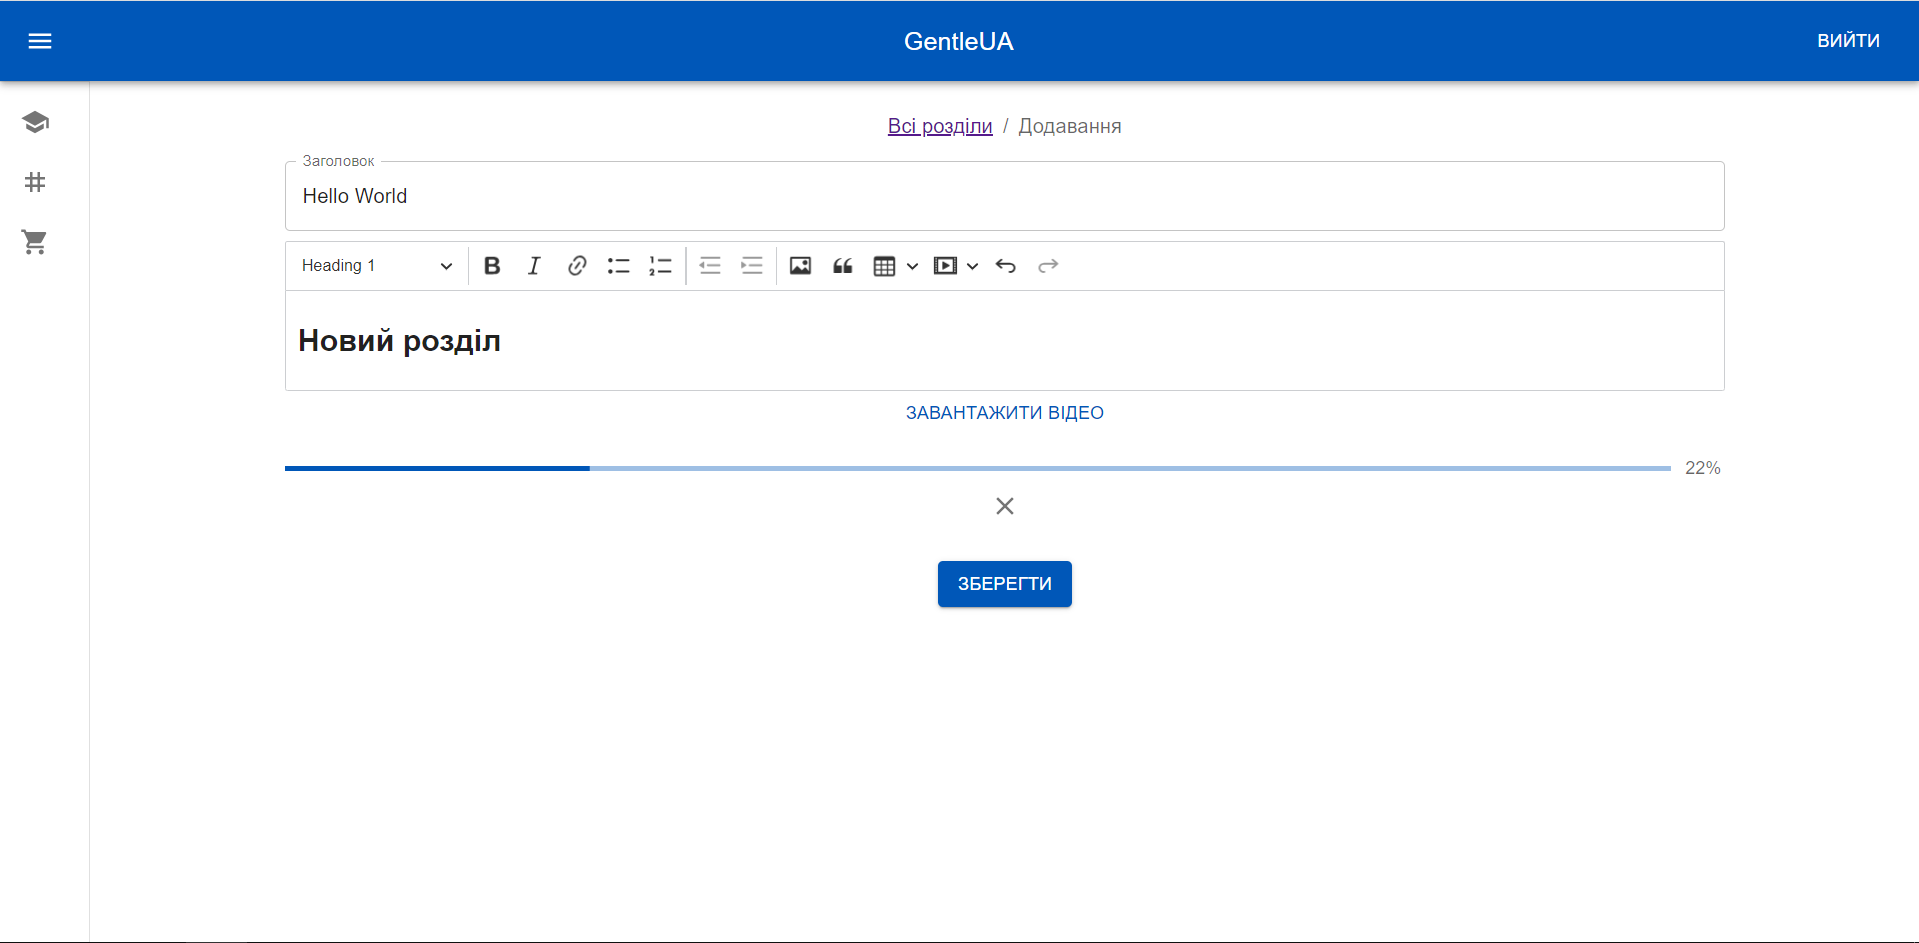 GentleUA
ВИЙТИ
Всі розділи / Додавання
Заголовок
Hello World
Heading 1
Новий розділ
ЗАВАНТАЖИТИ ВІДЕО
22%
ЗБЕРЕГТИ